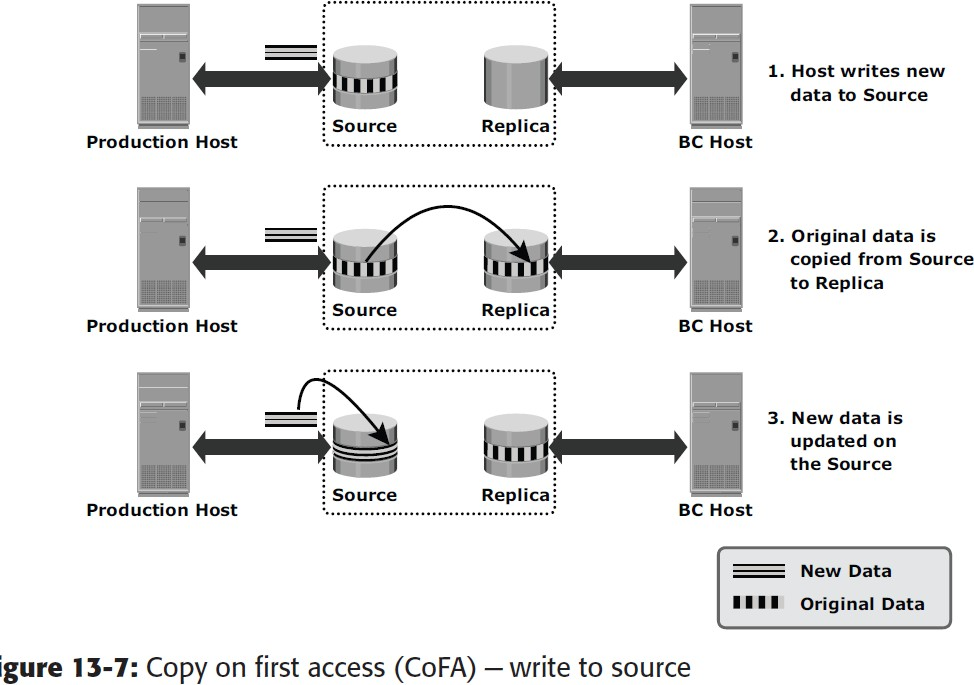 Source
Replica
Production Host
BC Host
1. Host writes new
data to Source
Source
Replica
Production Host
BC Host
2. Original data is
copied from Source
to Replica
Source
Replica
Production Host
BC Host
3. New data is
updated on
the Source
New Data
Original Data
igure 13-7: Copy on first access (CoFA) — write to source